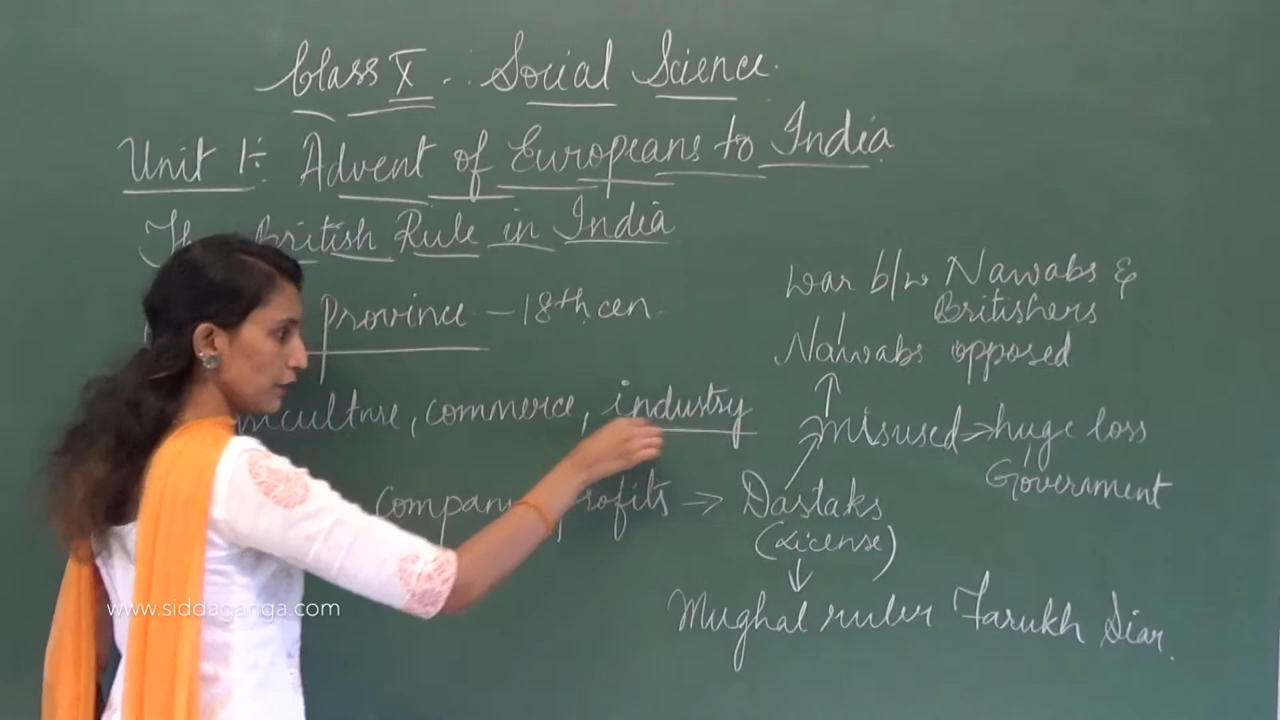 Class X . . Social Science.
Unit 1:- Advent of Europeans to India
British Rule in India
Province - 18th cen.
culture, commerce, industry
Company profits → Dastaks
(License)
↓
Mughal ruler Farukh Siar.
war b/w Nawabs &
Britishers
Nawabs opposed
↑
misused ⇒ huge loss
Government
www.siddaganga.com